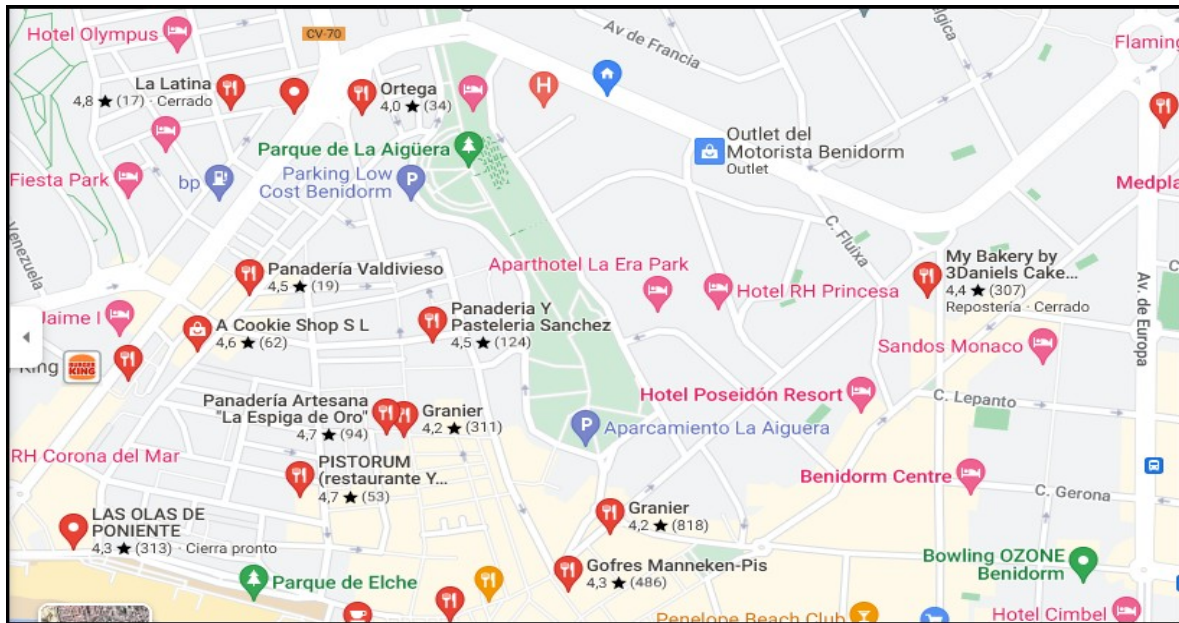 Hotel Olympus
CV-70
Av de Francia
Flaming
La Latina
4,8 ★ (17) · Cerrado
Ortega
4,0 ★ (34)
H
Outlet del
Motorista Benidorm
Outlet
Parque de La Aigüera
Parking Low
Cost Benidorm
P
Fiesta Park
bp
Medpla
Venezuela
C. Fluixa
Panadería Valdivieso
4,5 ★ (19)
Aparthotel La Era Park
Hotel RH Princesa
My Bakery by
3Daniels Cake...
4,4 ★ (307)
Repostería · Cerrado
Av. de Europa
Jaime I
A Cookie Shop S L
4,6 ★ (62)
Panaderia Y
Pasteleria Sanchez
4,5 ★ (124)
Sandos Monaco
King
BURGER
KING
Hotel Poseidón Resort
C. Lepanto
Panadería Artesana
"La Espiga de Oro"
4,7 ★ (94)
Granier
4,2 ★ (311)
P
Aparcamiento La Aiguera
RH Corona del Mar
PISTORUM
(restaurante Y...
4,7 ★ (53)
Benidorm Centre
C. Gerona
LAS OLAS DE
PONIENTE
4,3 ★ (313) · Cierra pronto
Granier
4,2 ★ (818)
Gofres Manneken-Pis
4,3 ★ (486)
Bowling OZONE
Benidorm
Parque de Elche
Penelope Beach Club
Hotel Cimbel